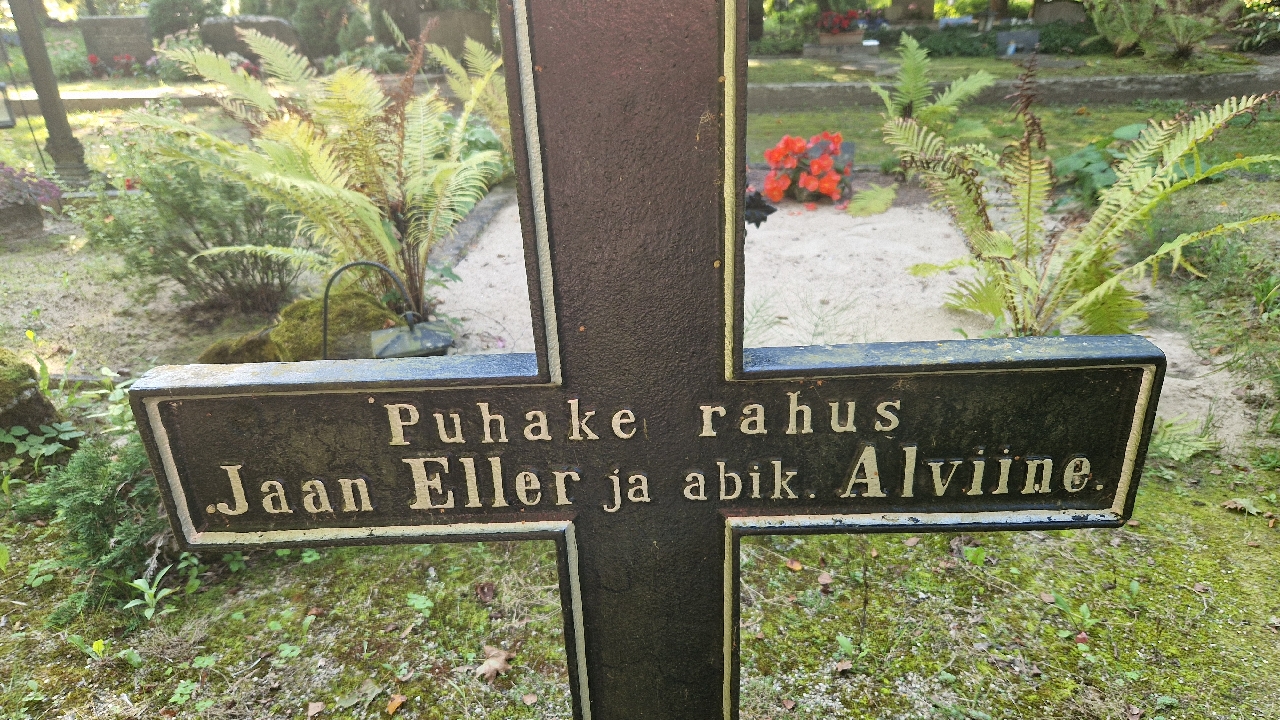 Puhake rahus
Jaan Eller ja abik. Alviine.